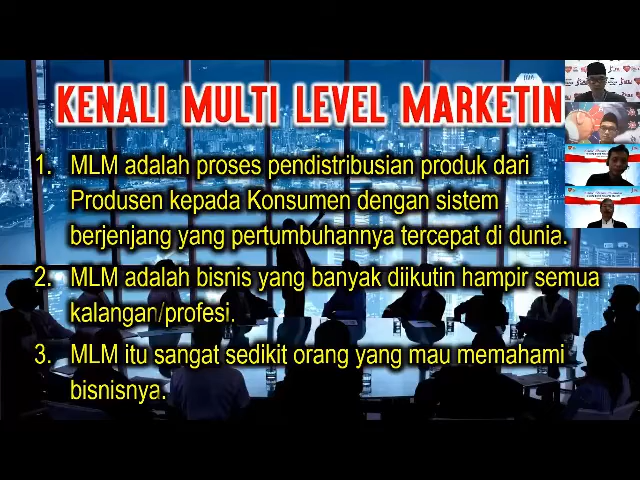 KENALI MULTI LEVEL MARKETIN
1. MLM adalah proses pendistribusian produk dari
Produsen kepada Konsumen dengan sistem
berjenjang yang pertumbuhannya tercepat di dunia.
2. MLM adalah bisnis yang banyak diikutin hampir semua
kalangan/profesi.
3. MLM itu sangat sedikit orang yang mau memahami
bisnisnya.